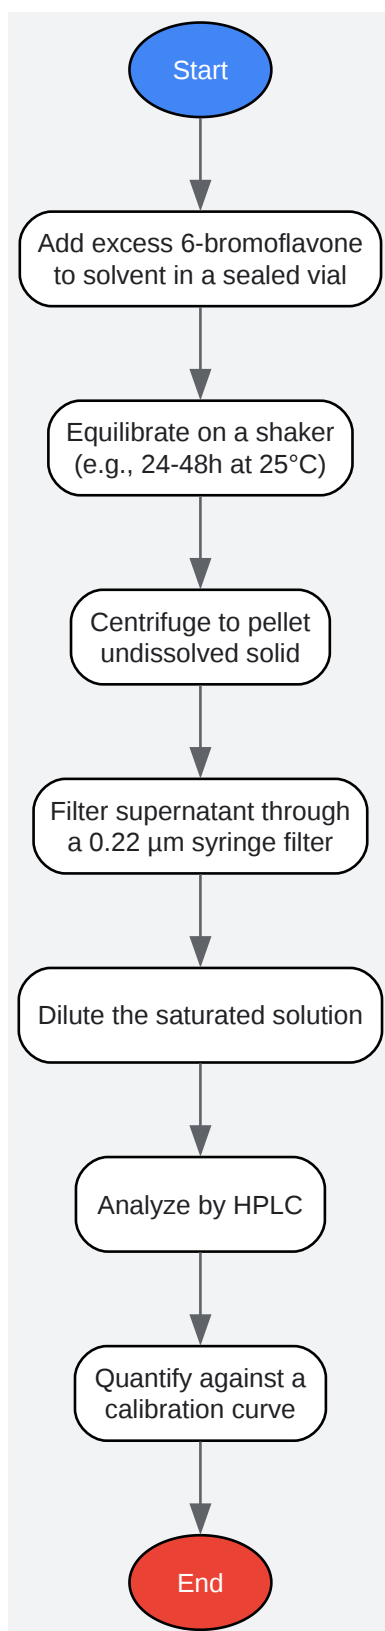 Start
Add excess 6-bromoflavone
to solvent in a sealed vial
Equilibrate on a shaker
(e.g., 24-48h at 25°C)
Centrifuge to pellet
undissolved solid
Filter supernatant through
a 0.22 µm syringe filter
Dilute the saturated solution
Analyze by HPLC
Quantify against a
calibration curve
End